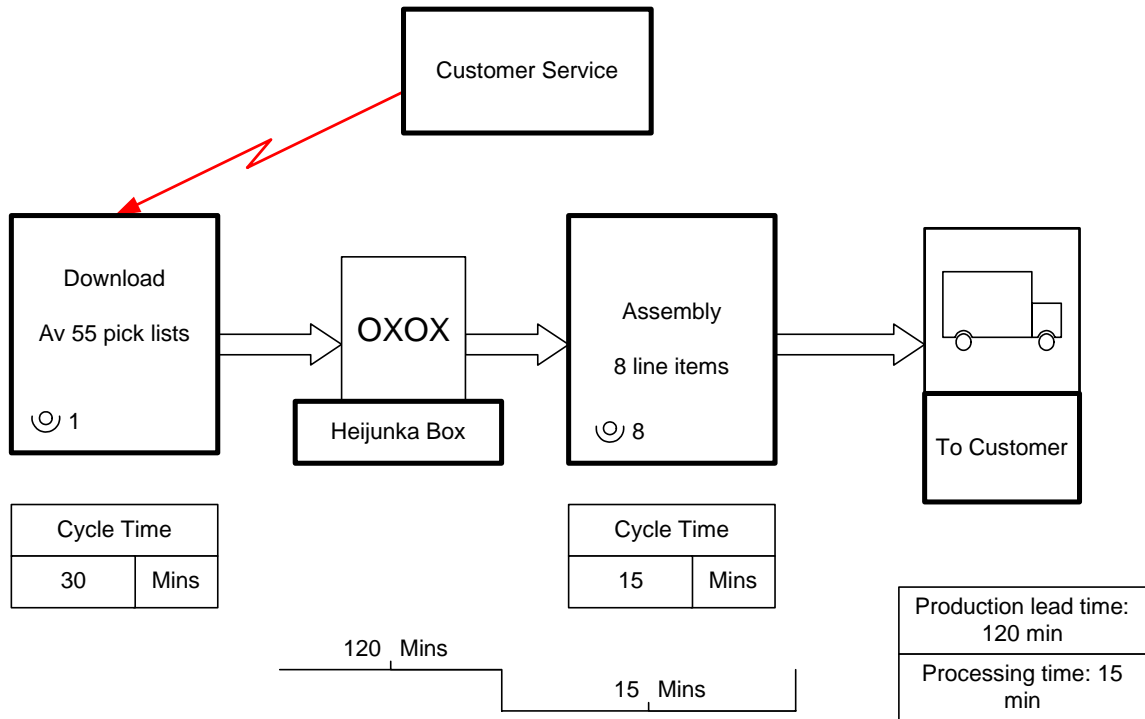 Customer Service
Download
Av 55 pick lists
1
OXOX
Heijunka Box
Assembly
8 line items
8
To Customer
Cycle Time
30 Mins
Cycle Time
15 Mins
120 Mins
15 Mins
Production lead time:
120 min
Processing time: 15
min